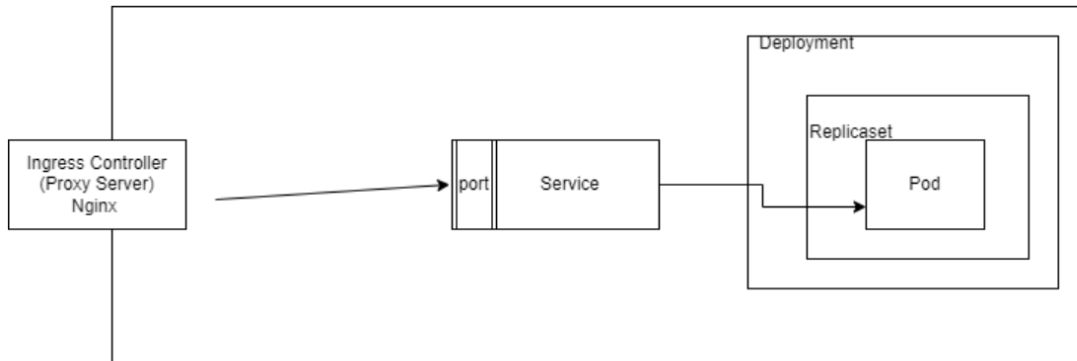 Deployment
Replicaset
Ingress Controller
(Proxy Server)
Nginx
port
Service
Pod